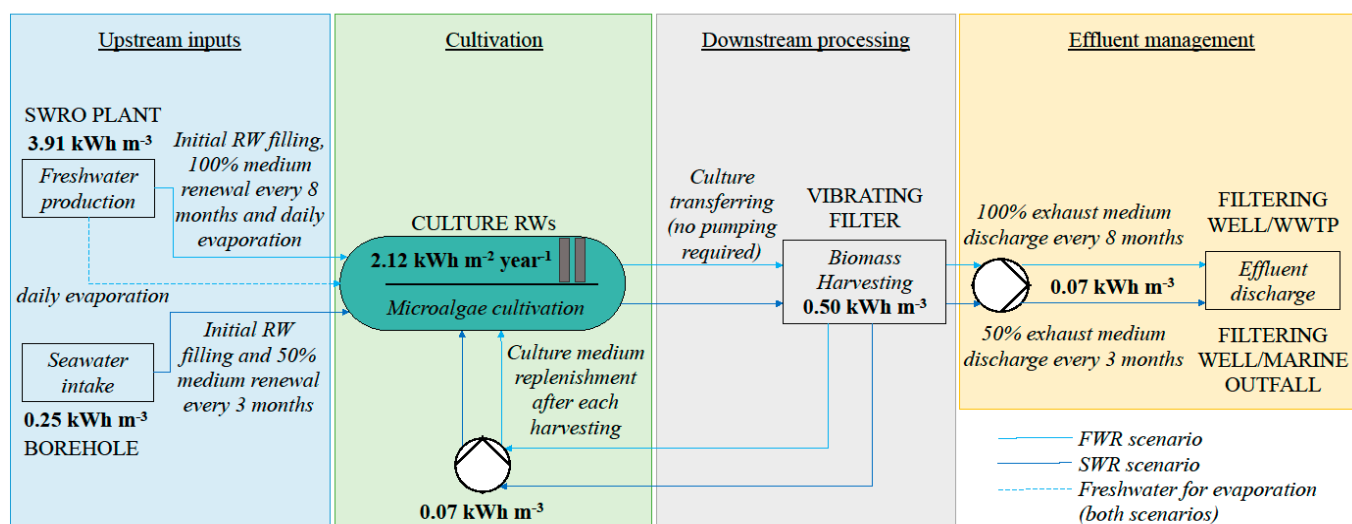 Upstream inputs
SWRO PLANT
3.91 kWh m-3
Freshwater
production
Initial RW filling,
100% medium
renewal every 8
months and daily
evaporation
daily evaporation
Seawater
intake
0.25 kWh m-3
BOREHOLE
Initial RW
filling and 50%
medium renewal
every 3 months
Cultivation
CULTURE RWs
2.12 kWh m-2 year-1
Microalgae cultivation
Culture medium
replenishment
after each
harvesting
0.07 kWh m-3
Downstream processing
Culture
transferring
(no pumping
required)
VIBRATING
FILTER
Biomass
Harvesting
0.50 kWh m-3
Effluent management
100% exhaust medium
discharge every 8 months
0.07 kWh m-3
50% exhaust medium
discharge every 3 months
FILTERING
WELL/WWTP
Effluent
discharge
FILTERING
WELL/MARINE
OUTFALL
FWR scenario
SWR scenario
Freshwater for evaporation
(both scenarios)